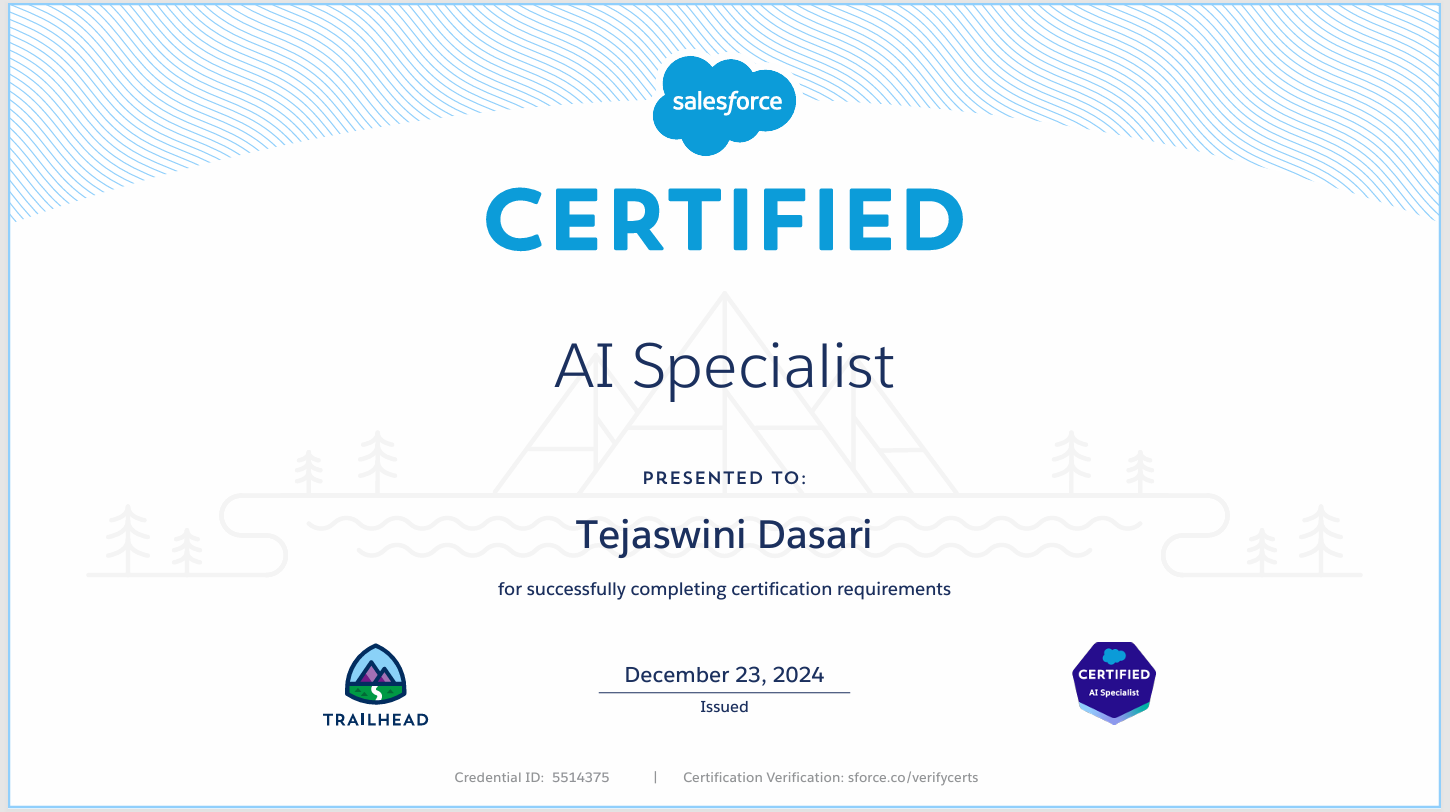 salesforce
CERTIFIED
AI Specialist
PRESENTED TO:
Tejaswini Dasari
for successfully completing certification requirements
TRAILHEAD
December 23, 2024
Issued
CERTIFIED
AI Specialist
Credential ID: 5514375 | Certification Verification: sforce.co/verifycerts